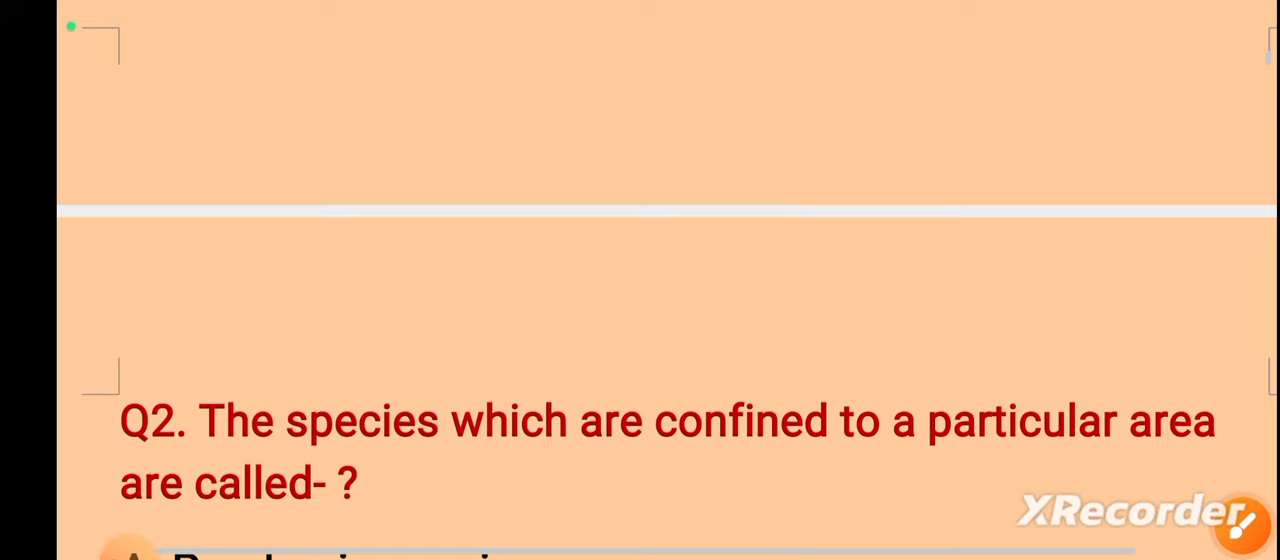 Q2. The species which are confined to a particular area
are called- ?
XRecorder